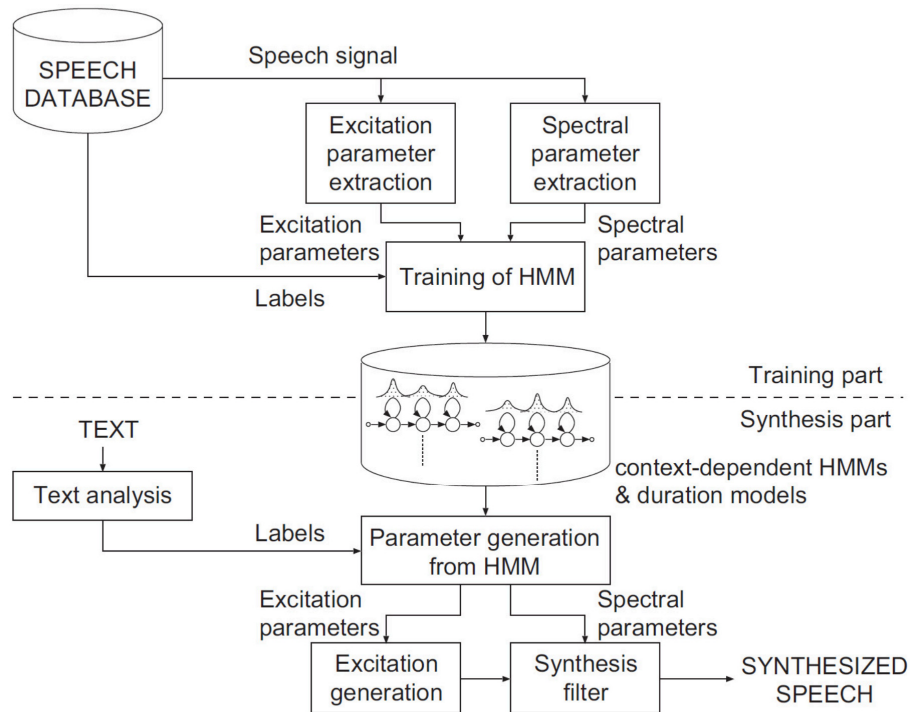 SPEECH
DATABASE
Speech signal
Excitation
parameter
extraction
Spectral
parameter
extraction
Excitation
parameters
Spectral
parameters
Training of HMM
Labels
Training part
Synthesis part
context-dependent HMMs
& duration models
TEXT
Text analysis
Labels
Parameter generation
from HMM
Excitation
parameters
Spectral
parameters
Excitation
generation
Synthesis
filter
SYNTHESIZED
SPEECH